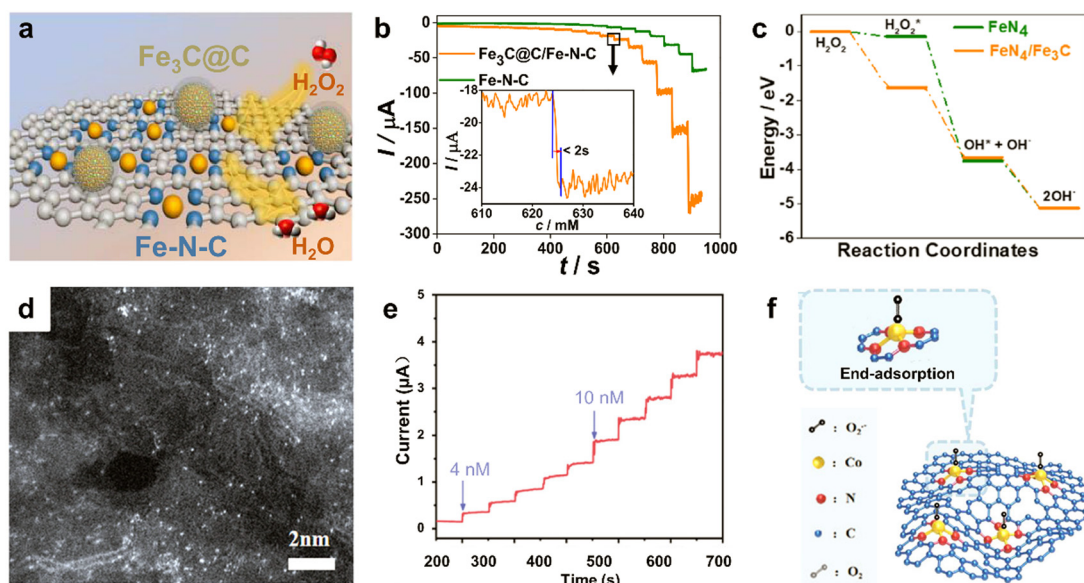 a
Fe₃C@C
H₂O₂
Fe-N-C
H₂O
b
0
-50
-100
-150
-200
-250
-300
I / μA
Fe₃C@C/Fe-N-C
Fe-N-C
-18
-20
-22
-24
I / μA
< 2s
610 620 630 640
c / mM
0 200 400 600 800 1000
t / s
c
0
-1
-2
-3
-4
-5
-6
Energy / eV
H₂O₂
H₂O₂*
FeN₄
FeN₄/Fe₃C
OH* + OH⁻
2OH⁻
Reaction Coordinates
d
2nm
e
5
4
3
2
1
0
Current (μA)
4 nM
10 nM
200 300 400 500 600 700
Time (s)
f
End-adsorption
: O₂·⁻
: Co
: N
: C
: O₂